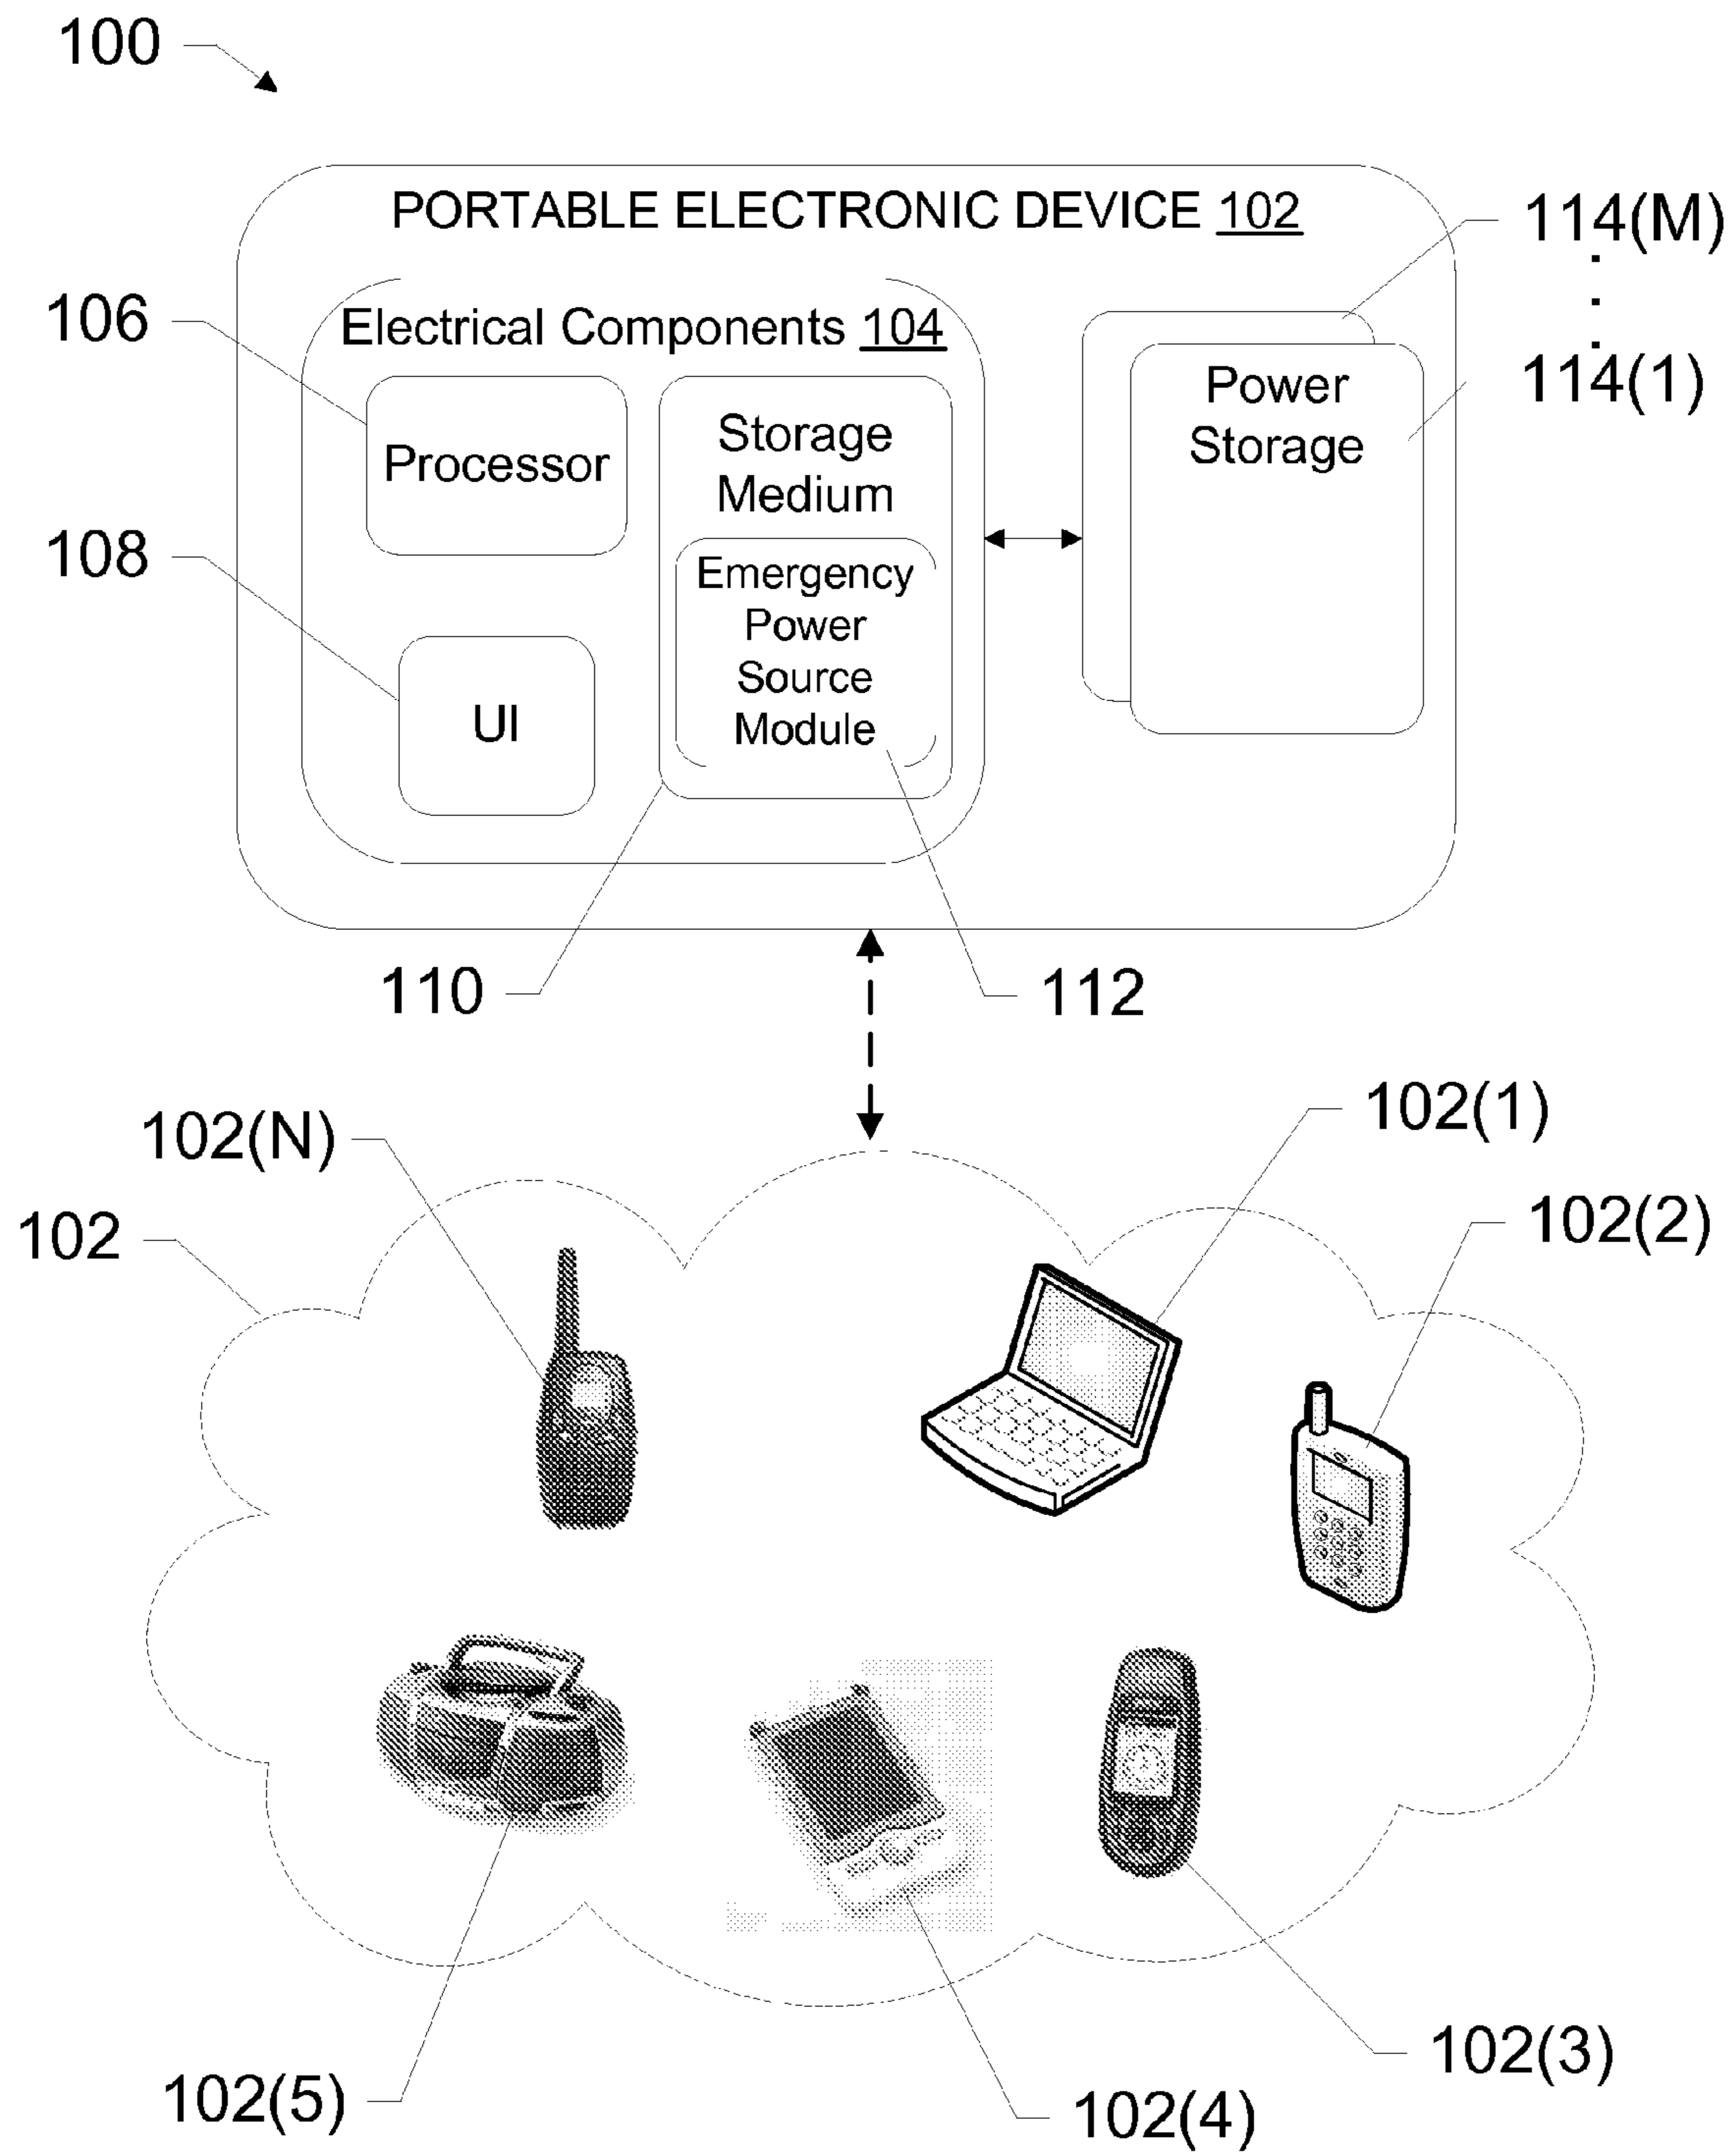 100
PORTABLE ELECTRONIC DEVICE 102
114(M)
106
Electrical Components 104
114(1)
Processor
Storage
Medium
Power
Storage
108
Emergency
Power
Source
Module
UI
110
112
102(N)
102(1)
102
102(2)
102(3)
102(5)
102(4)